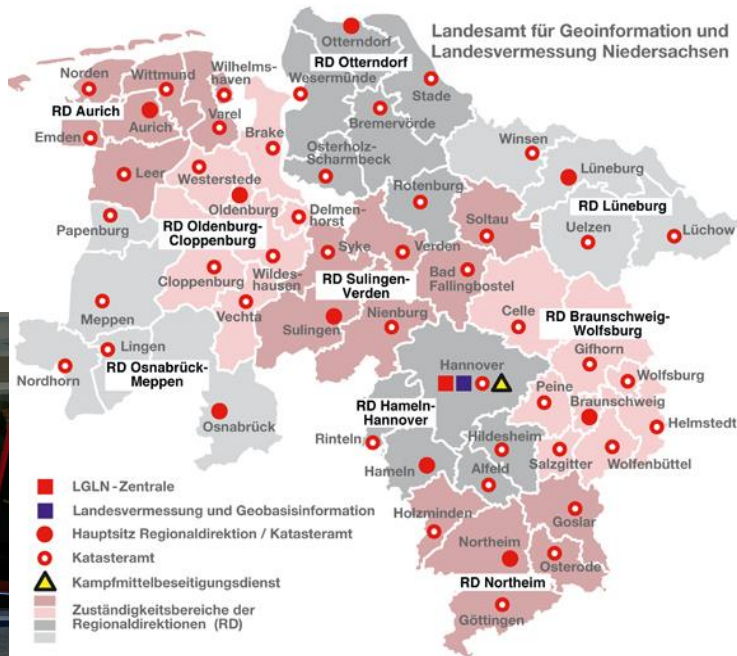 Landesamt für Geoinformation und
Landesvermessung Niedersachsen
Otterndorf
RD Otterndorf
Wesermünde
Stade
Bremervörde
Osterholz-
Scharmbeck
Rotenburg
Norden
Wittmund
Wilhelms-
haven
RD Aurich
Aurich
Varel
Emden
Leer
Brake
Westerstede
Oldenburg
Delmen-
horst
RD Oldenburg-
Cloppenburg
Cloppenburg
Wildes-
hausen
Vechta
Papenburg
Meppen
Lingen
Nordhorn
RD Osnabrück-
Meppen
Osnabrück
Winsen
Lüneburg
RD Lüneburg
Uelzen
Lüchow
Soltau
Syke
Verden
Bad
Fallingbostel
RD Sulingen-
Verden
Sulingen
Nienburg
Celle
RD Braunschweig-
Wolfsburg
Gifhorn
Wolfsburg
Peine
Braunschweig
Helmstedt
Salzgitter
Wolfenbüttel
Hannover
RD Hameln-
Hannover
Rinteln
Hameln
Hildesheim
Alfeld
Holzminden
Goslar
Northeim
Osterode
RD Northeim
Göttingen
LGLN-Zentrale
Landesvermessung und Geobasisinformation
Hauptsitz Regionaldirektion / Katasteramt
Katasteramt
Kampfmittelbeseitigungsdienst
Zuständigkeitsbereiche der
Regionaldirektionen (RD)